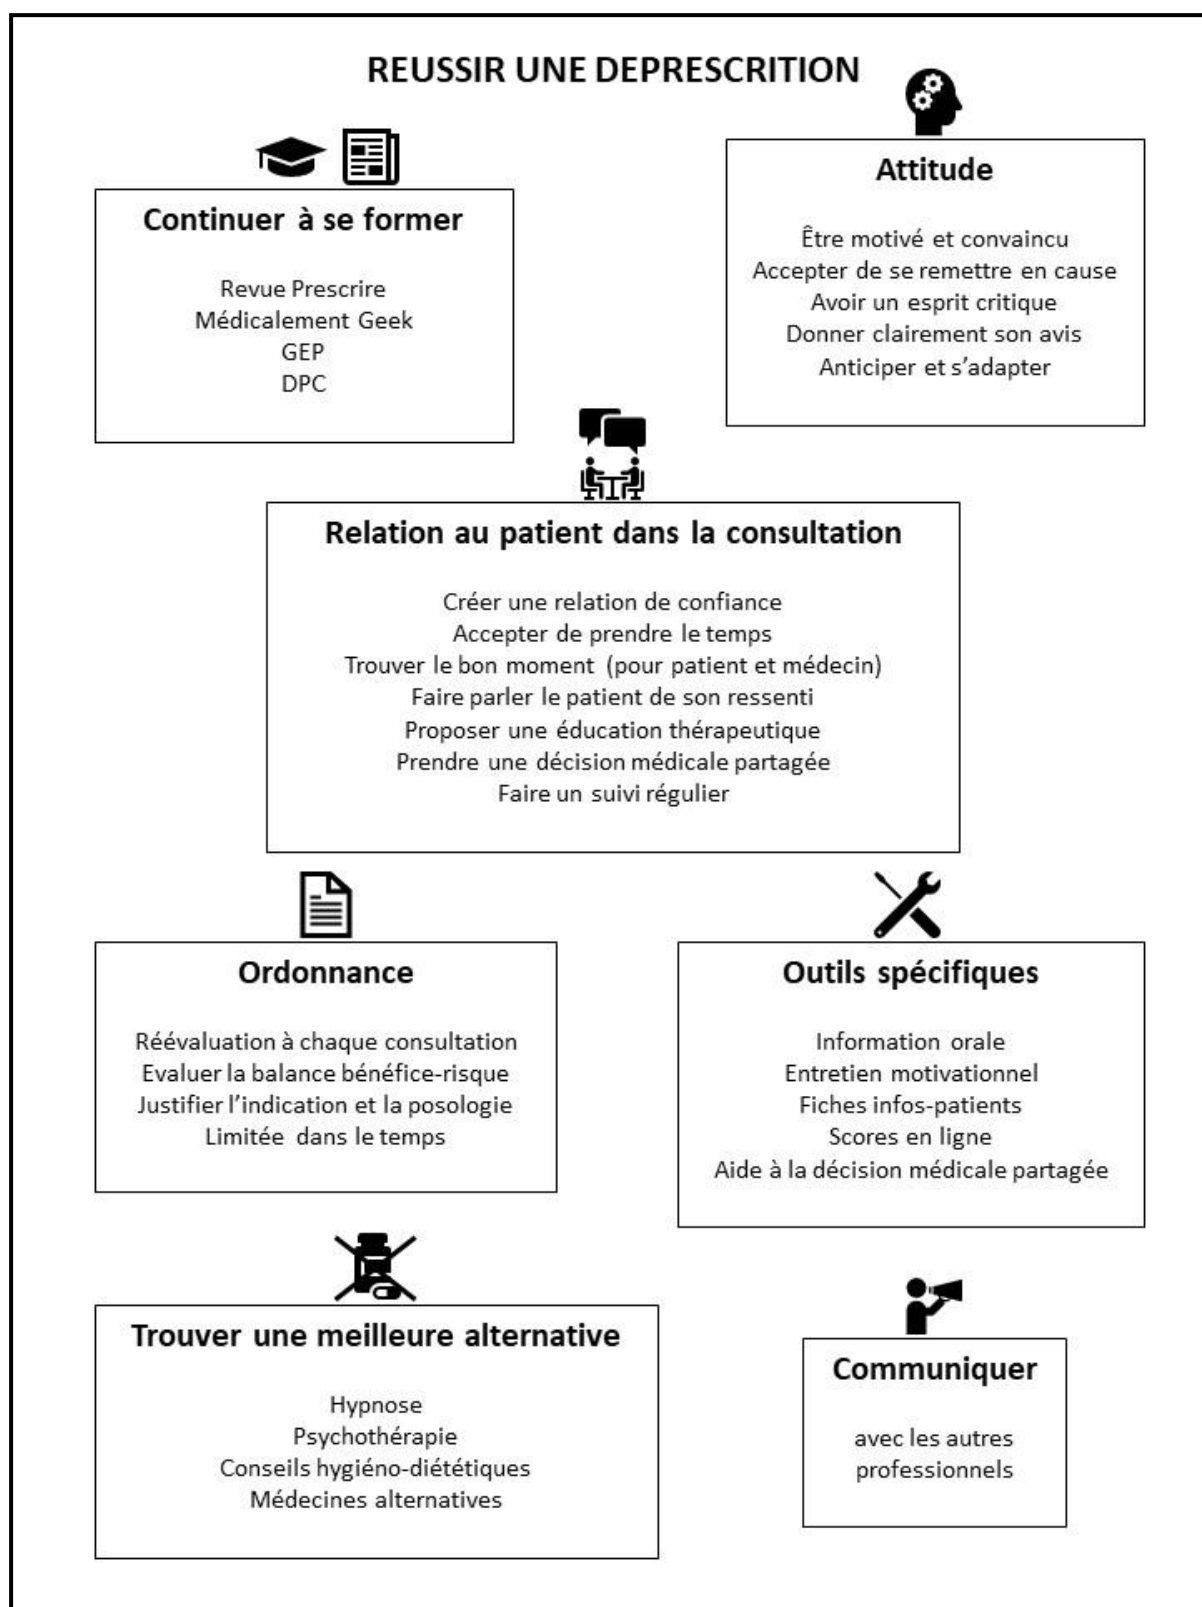 REUSSIR UNE DEPRESCRITION
Continuer à se former
Revue Prescrire
Médicalement Geek
GEP
DPC
Attitude
Être motivé et convaincu
Accepter de se remettre en cause
Avoir un esprit critique
Donner clairement son avis
Anticiper et s’adapter
Relation au patient dans la consultation
Créer une relation de confiance
Accepter de prendre le temps
Trouver le bon moment (pour patient et médecin)
Faire parler le patient de son ressenti
Proposer une éducation thérapeutique
Prendre une décision médicale partagée
Faire un suivi régulier
Ordonnance
Réévaluation à chaque consultation
Evaluer la balance bénéfice-risque
Justifier l’indication et la posologie
Limitée dans le temps
Outils spécifiques
Information orale
Entretien motivationnel
Fiches infos-patients
Scores en ligne
Aide à la décision médicale partagée
Trouver une meilleure alternative
Hypnose
Psychothérapie
Conseils hygiéno-diététiques
Médecines alternatives
Communiquer
avec les autres
professionnels